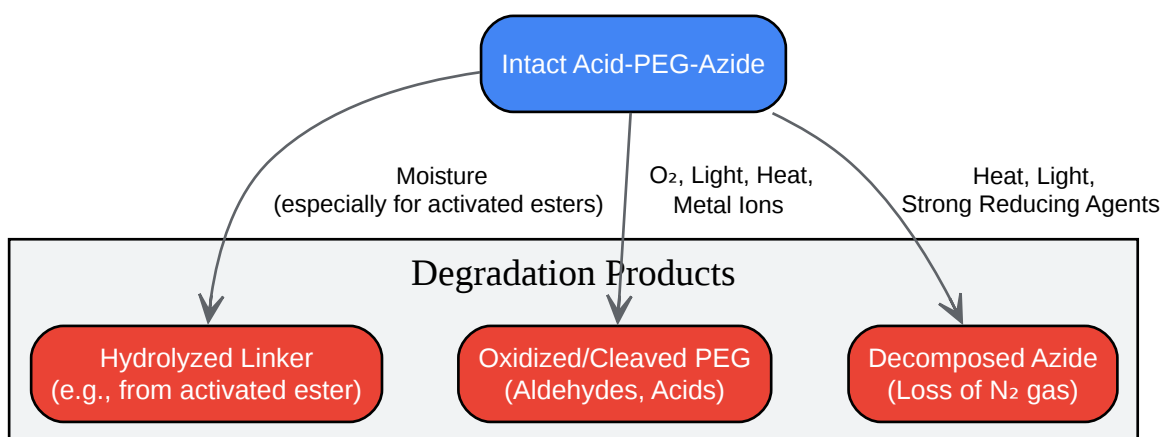 Intact Acid-PEG-Azide
Moisture
(especially for activated esters)
O₂, Light, Heat,
Metal Ions
Heat, Light,
Strong Reducing Agents
Degradation Products
Hydrolyzed Linker
(e.g., from activated ester)
Oxidized/Cleaved PEG
(Aldehydes, Acids)
Decomposed Azide
(Loss of N₂ gas)